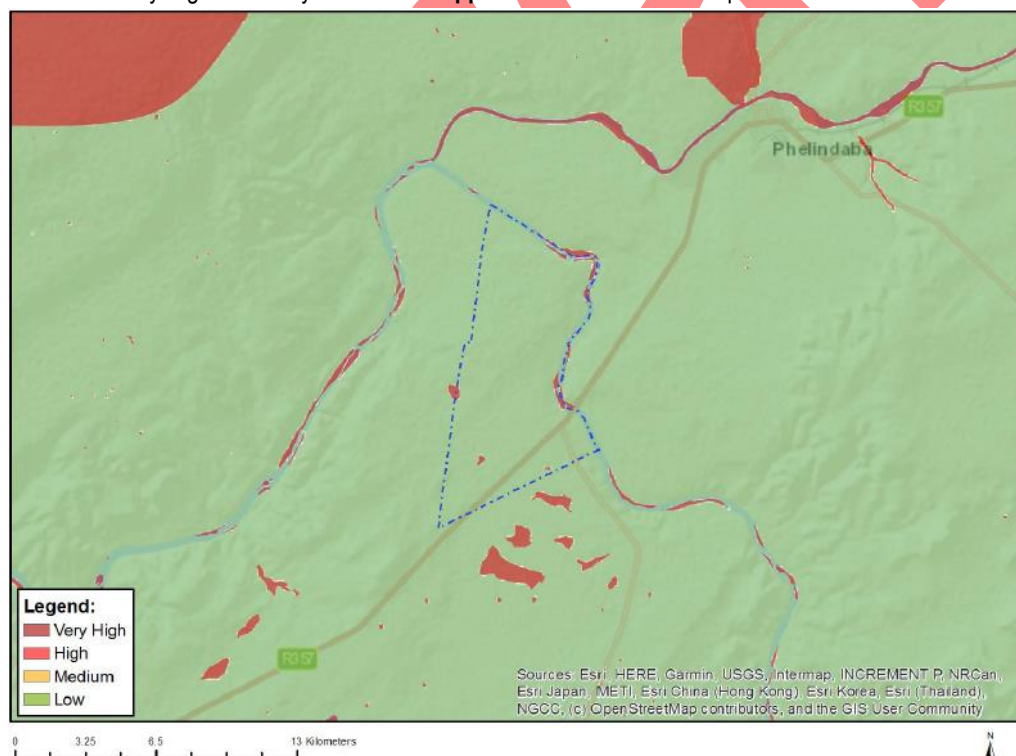 R357
Phelindaba
Legend:
Very High
High
Medium
Low
R357
Sources: Esri, HERE, Garmin, USGS, Intermap, INCREMENT P, NRCan,
Esri Japan, METI, Esri China (Hong Kong), Esri Korea, Esri (Thailand),
NGCC, (c) OpenStreetMap contributors, and the GIS User Community
0 3.25 6.5 13 Kilometers
N